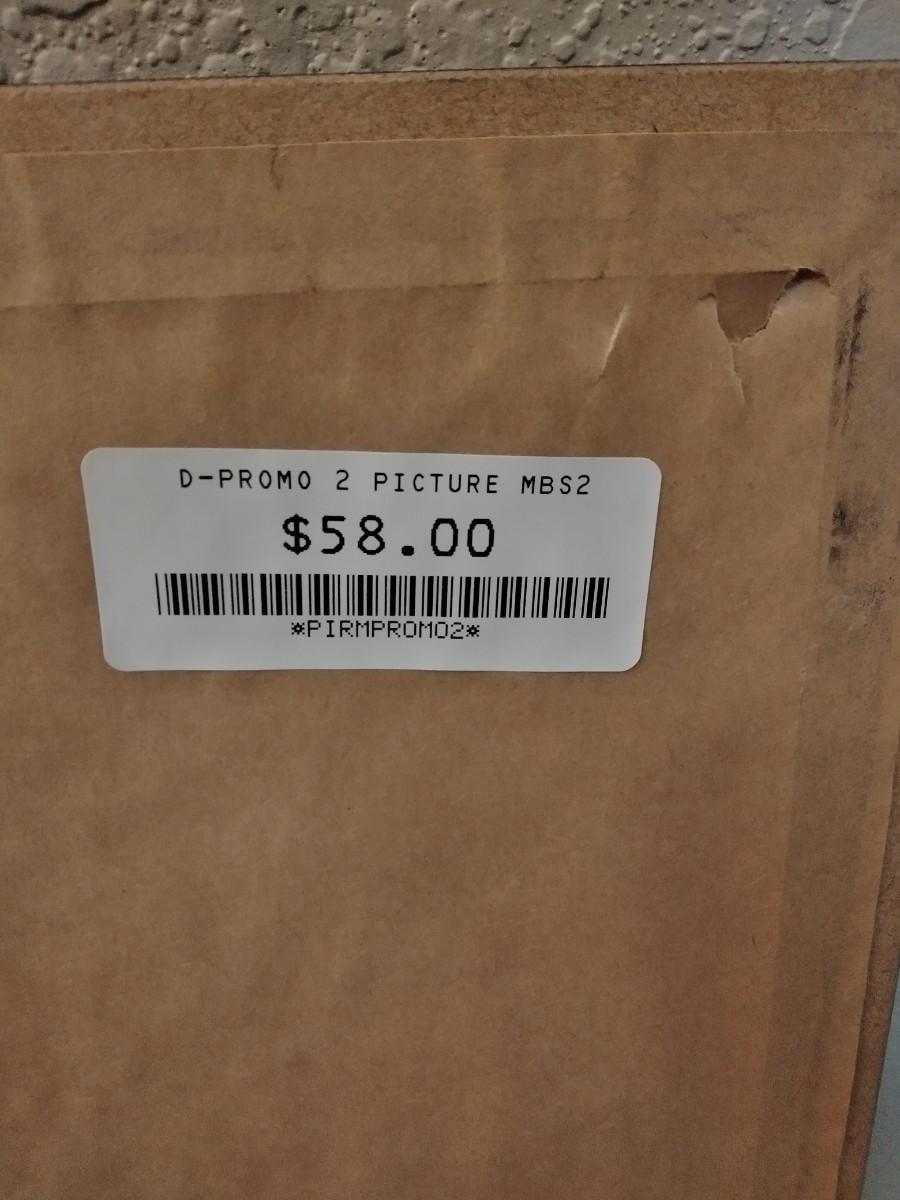 D-PROMO 2 PICTURE MBS2
$58.00
*PIRMPROMO2*